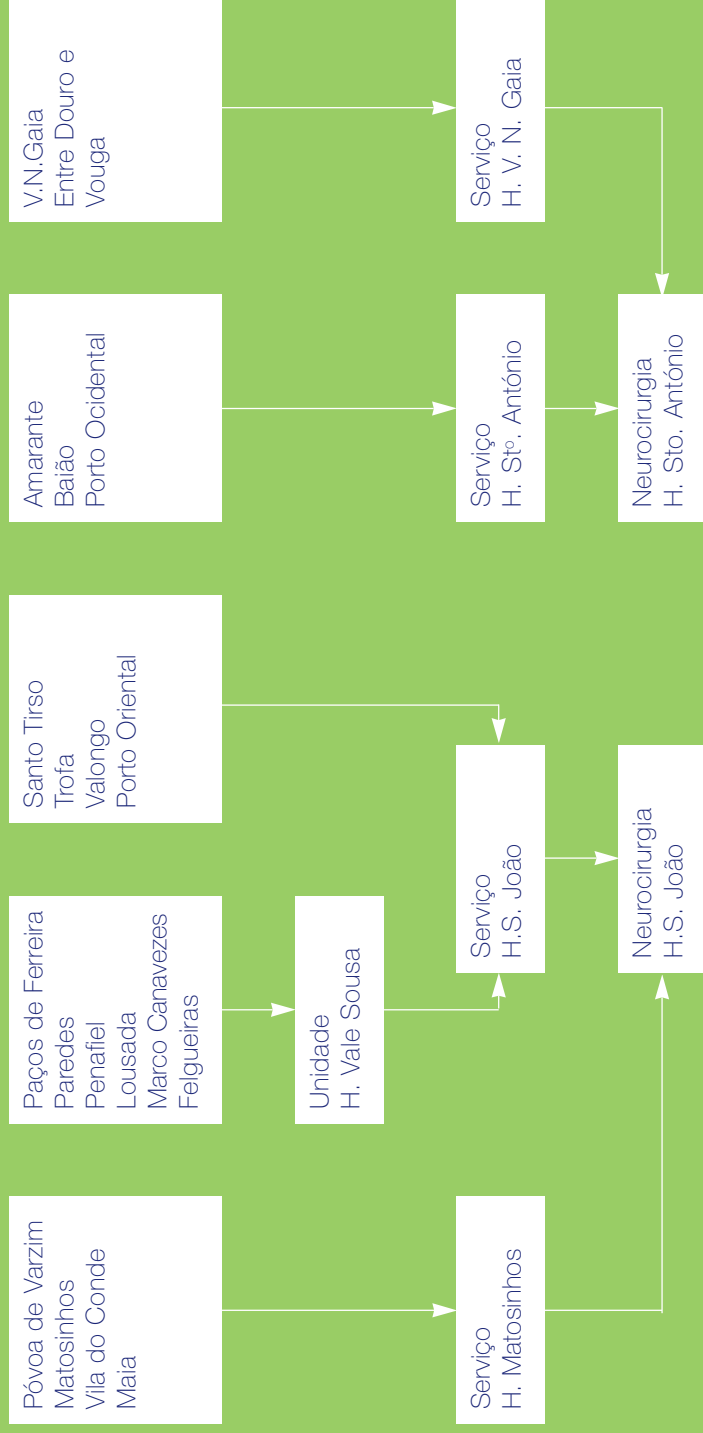 Póvoa de Varzim
Matosinhos
Vila do Conde
Maia
Paços de Ferreira
Paredes
Penafiel
Lousada
Marco Canavezes
Felgueiras
Santo Tirso
Trofa
Valongo
Porto Oriental
Amarante
Baião
Porto Ocidental
V.N.Gaia
Entre Douro e
Vouga
Unidade
H. Vale Sousa
Serviço
H. Matosinhos
Serviço
H.S. João
Serviço
H. Stº. António
Serviço
H. V. N. Gaia
Neurocirurgia
H.S. João
Neurocirurgia
H. Sto. António